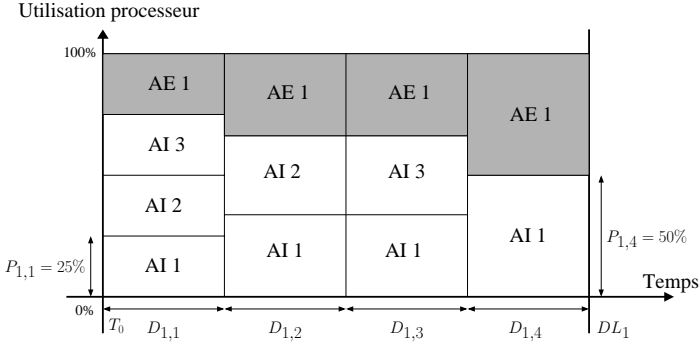 Utilisation processeur
100%
AE 1
AE 1
AE 1
AE 1
AI 3
AI 2
AI 3
AI 2
AI 1
AI 1
AI 1
AI 1
P1,1 = 25%
P1,4 = 50%
Temps
0%
T0 D1,1 D1,2 D1,3 D1,4 DL1